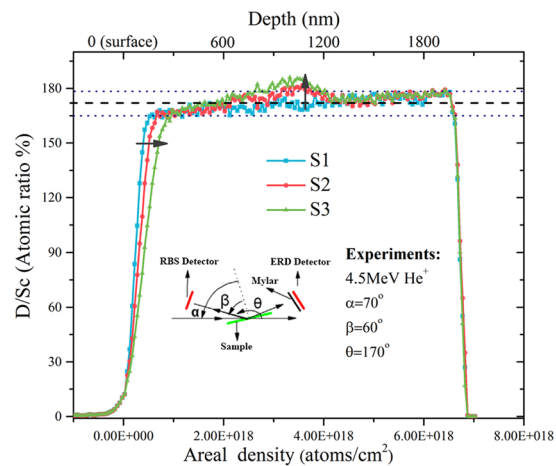 Depth (nm)
0 (surface) 600 1200 1800
D/Sc (Atomic ratio %)
180
150
120
90
60
30
0
S1
S2
S3
RBS Detector
ERD Detector
Mylar
α
β
θ
Sample
Experiments:
4.5MeV He+
α=70°
β=60°
θ=170°
0.00E+000 2.00E+018 4.00E+018 6.00E+018 8.00E+018
Areal density (atoms/cm²)